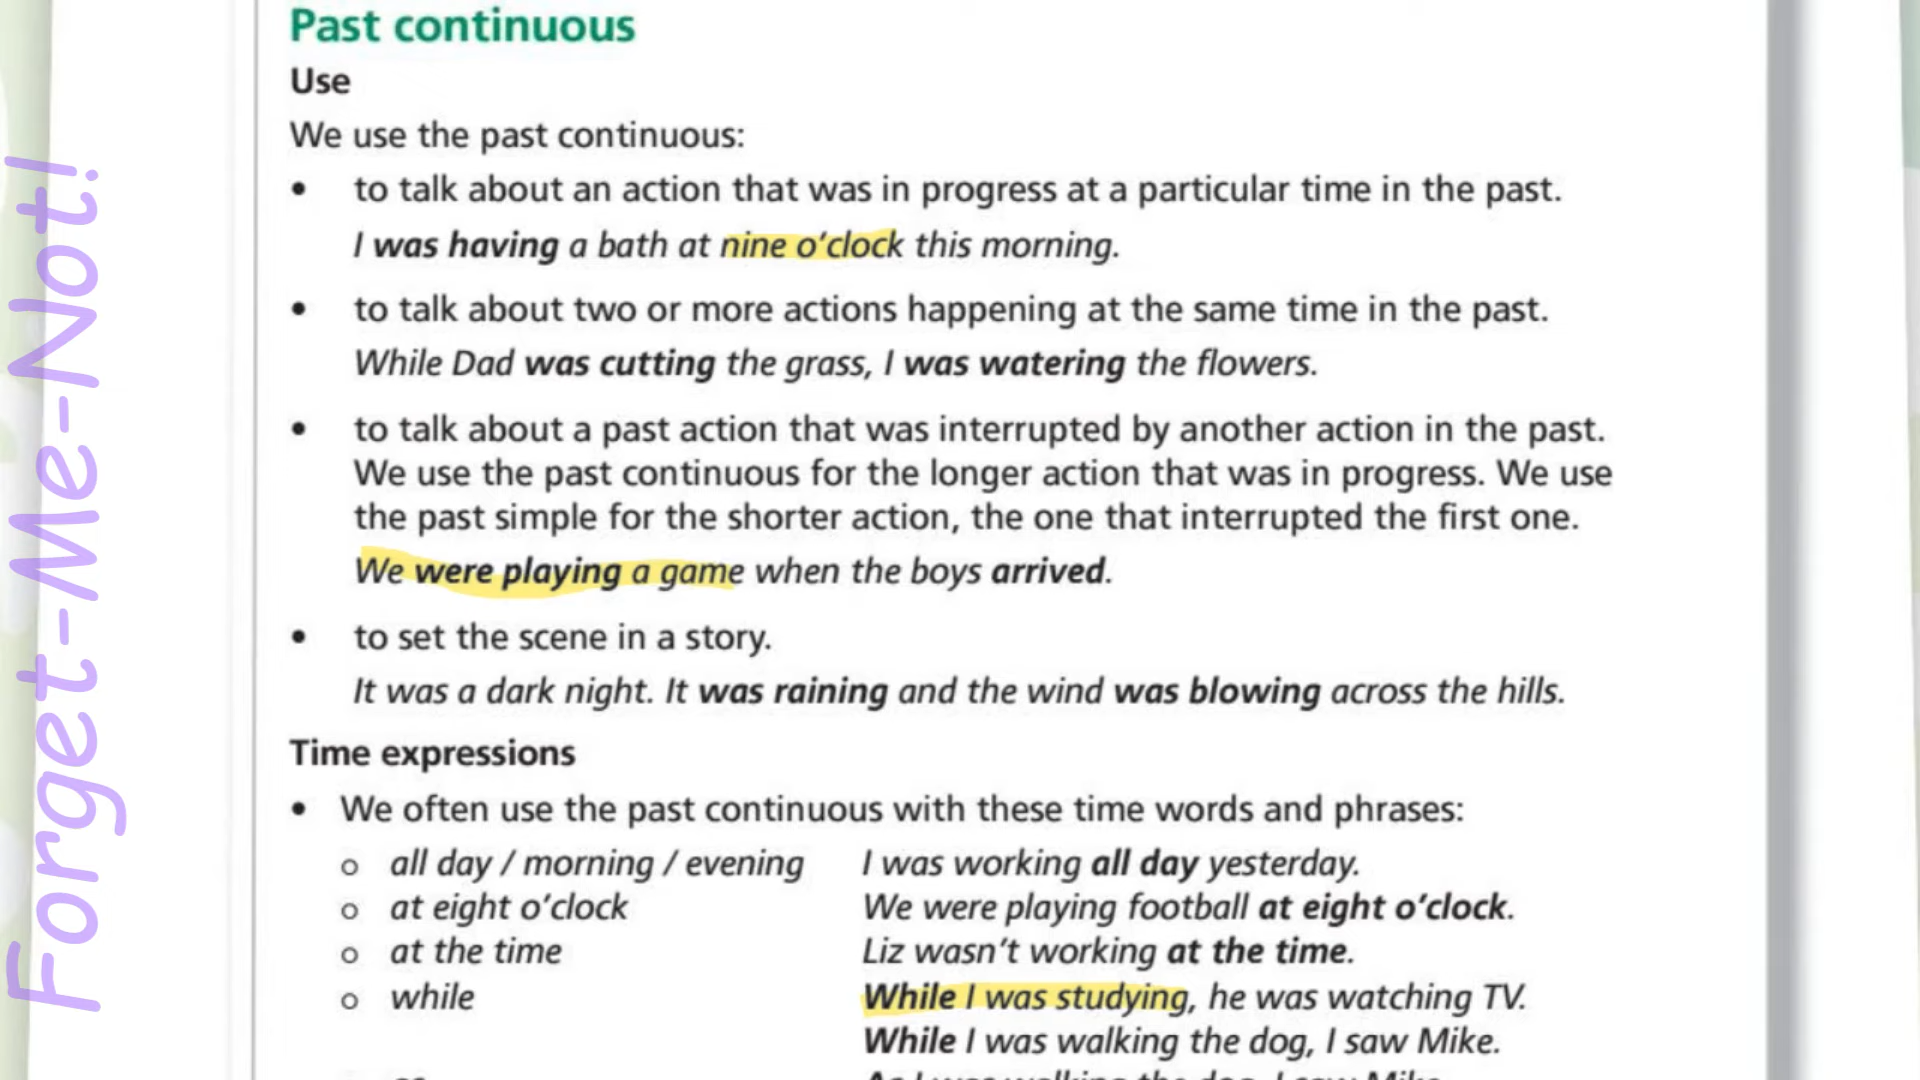 Forget-Me-Not!
Past continuous
Use
We use the past continuous:
• to talk about an action that was in progress at a particular time in the past.
I was having a bath at nine o'clock this morning.
• to talk about two or more actions happening at the same time in the past.
While Dad was cutting the grass, I was watering the flowers.
• to talk about a past action that was interrupted by another action in the past.
We use the past continuous for the longer action that was in progress. We use
the past simple for the shorter action, the one that interrupted the first one.
We were playing a game when the boys arrived.
• to set the scene in a story.
It was a dark night. It was raining and the wind was blowing across the hills.
Time expressions
• We often use the past continuous with these time words and phrases:
o all day / morning / evening I was working all day yesterday.
o at eight o'clock We were playing football at eight o'clock.
o at the time Liz wasn't working at the time.
o while While I was studying, he was watching TV.
While I was walking the dog, I saw Mike.
As I was walking the dog, I saw Mike.